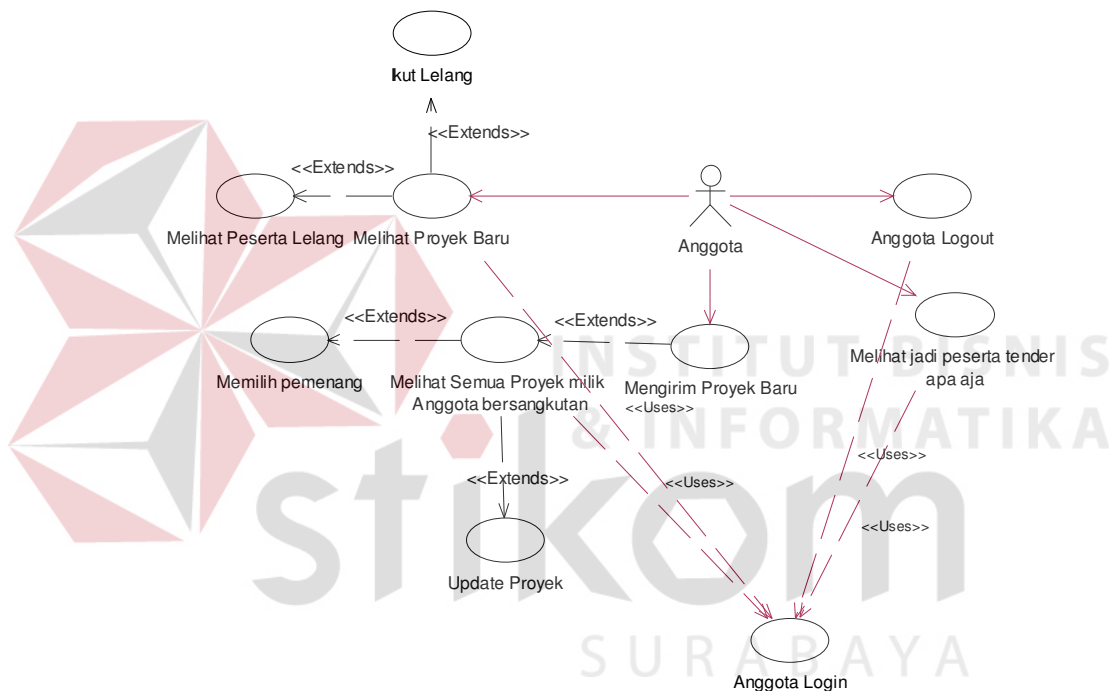 Ikut Lelang
<<Extends>>
<<Extends>>
Melihat Peserta Lelang
Melihat Proyek Baru
Anggota
Anggota Logout
<<Extends>>
<<Extends>>
Memilih pemenang
Melihat Semua Proyek milik
Anggota bersangkutan
Mengirim Proyek Baru
Melihat jadi peserta tender
apa aja
<<Uses>>
<<Extends>>
<<Uses>>
<<Uses>>
<<Uses>>
Update Proyek
Anggota Login
INSTITUT BISNIS
& INFORMATIKA
stikom
SURABAYA